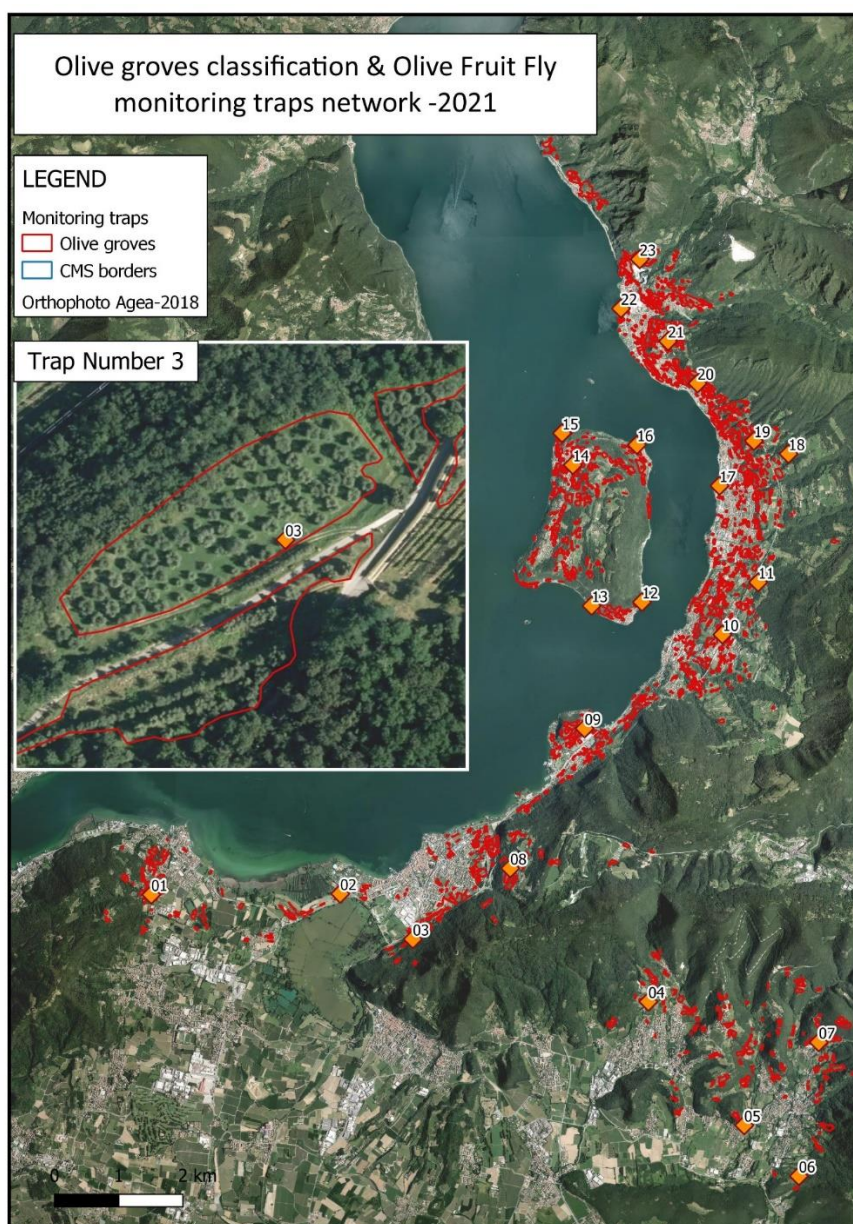 Olive groves classification & Olive Fruit Fly
monitoring traps network -2021
LEGEND
Monitoring traps
Olive groves
CMS borders
Orthophoto Agea-2018
Trap Number 3
03
23
22
21
20
19
18
15
16
14
17
11
12
13
10
09
08
01
02
03
04
07
05
06
0 1 2 km